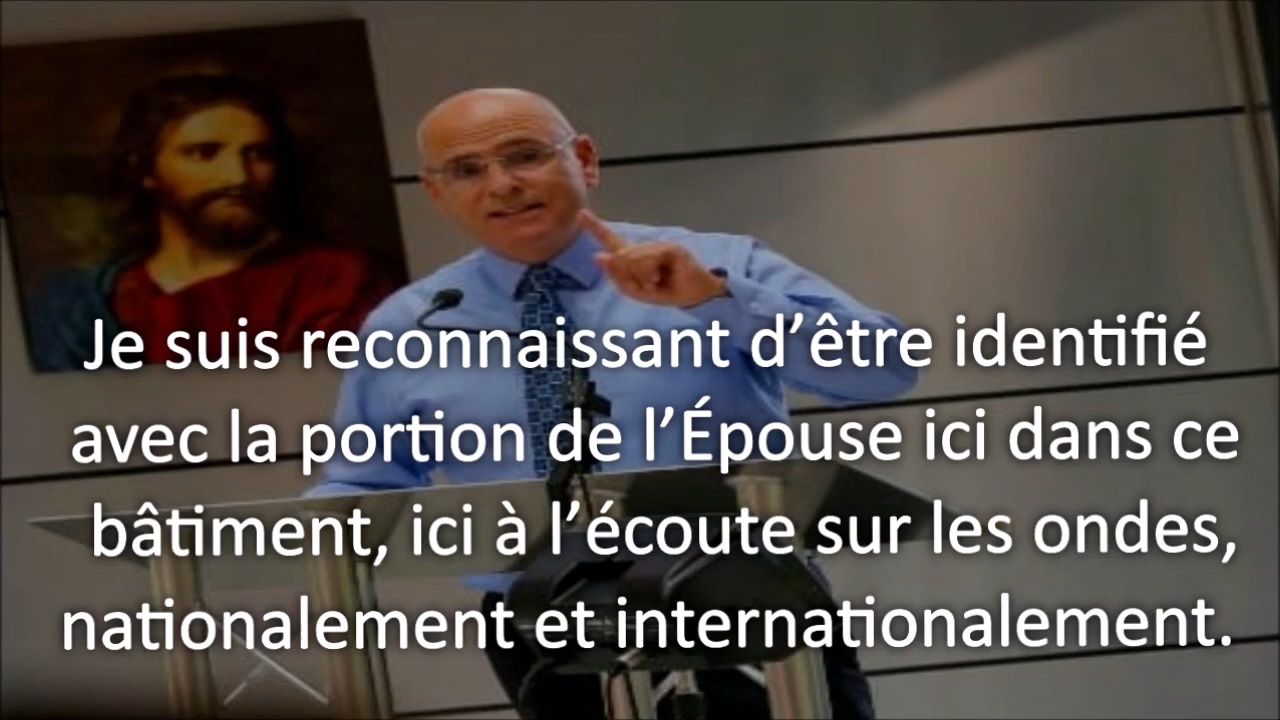 Je suis reconnaissant d’être identifié
avec la portion de l’Épouse ici dans ce
bâtiment, ici à l’écoute sur les ondes,
nationalement et internationalement.